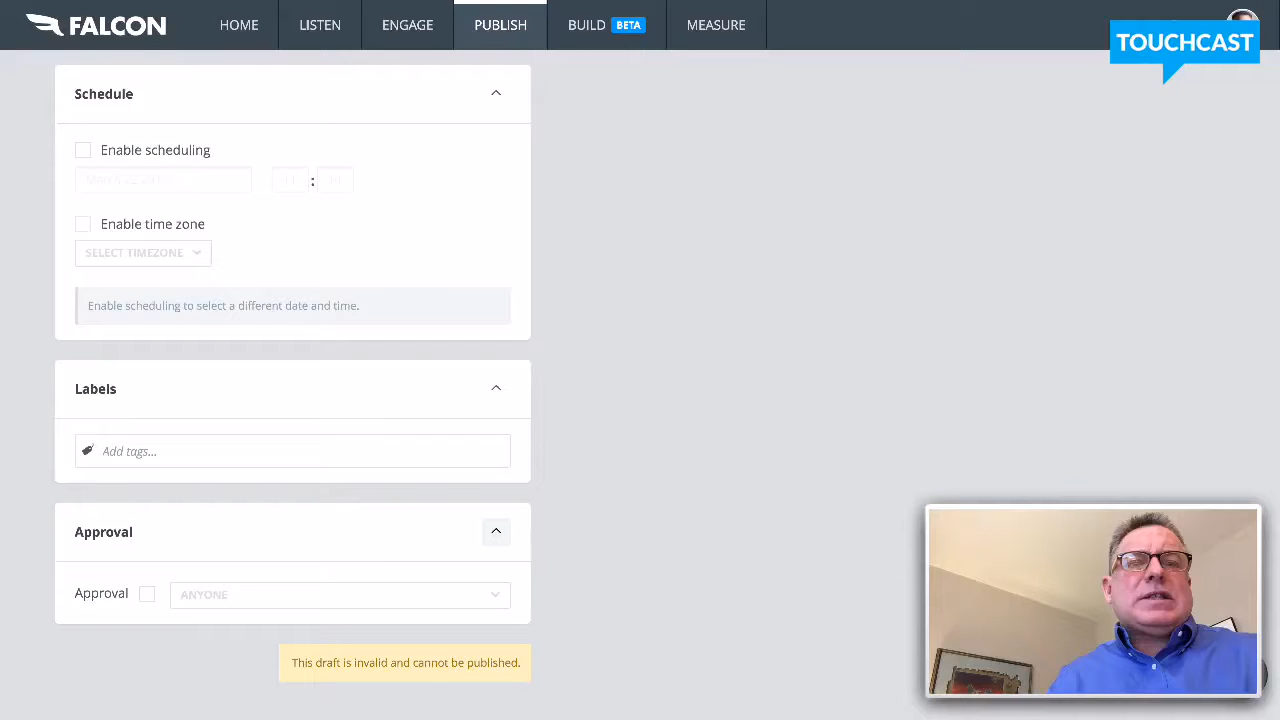 FALCON
HOME
LISTEN
ENGAGE
PUBLISH
BUILD BETA
MEASURE
TOUCHCAST
Schedule
Enable scheduling
:
Enable time zone
SELECT TIMEZONE
Enable scheduling to select a different date and time.
Labels
Add tags...
Approval
Approval
ANYONE
This draft is invalid and cannot be published.